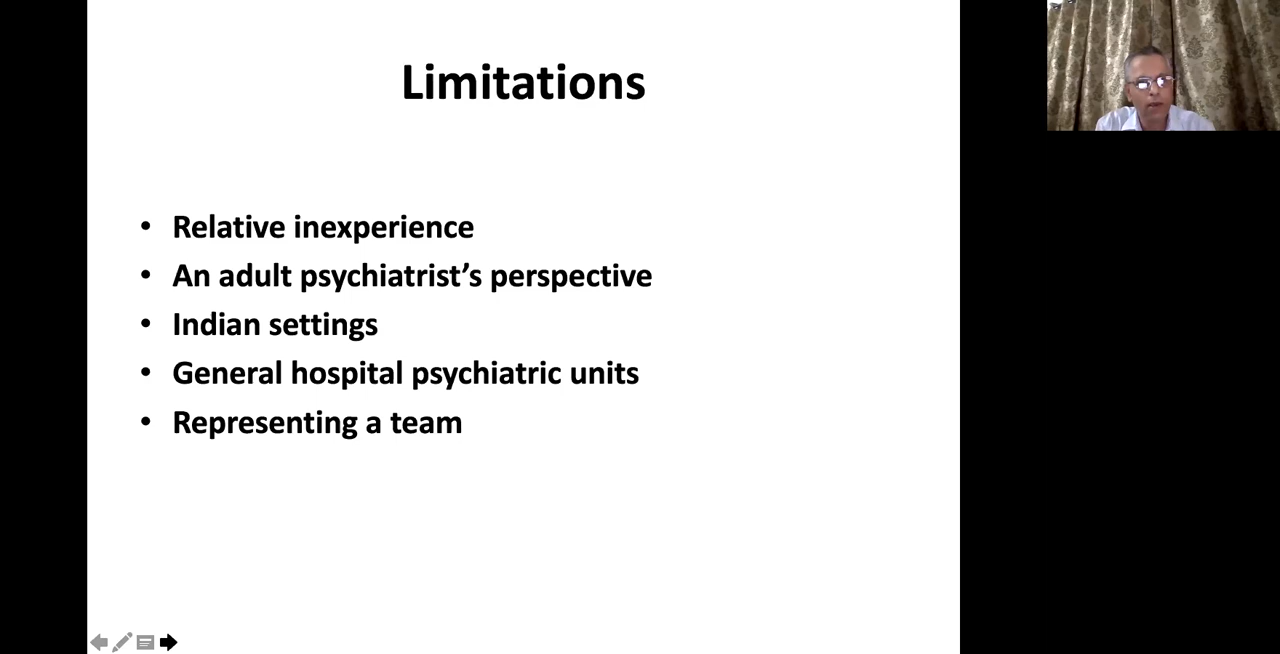 Limitations
• Relative inexperience
• An adult psychiatrist’s perspective
• Indian settings
• General hospital psychiatric units
• Representing a team